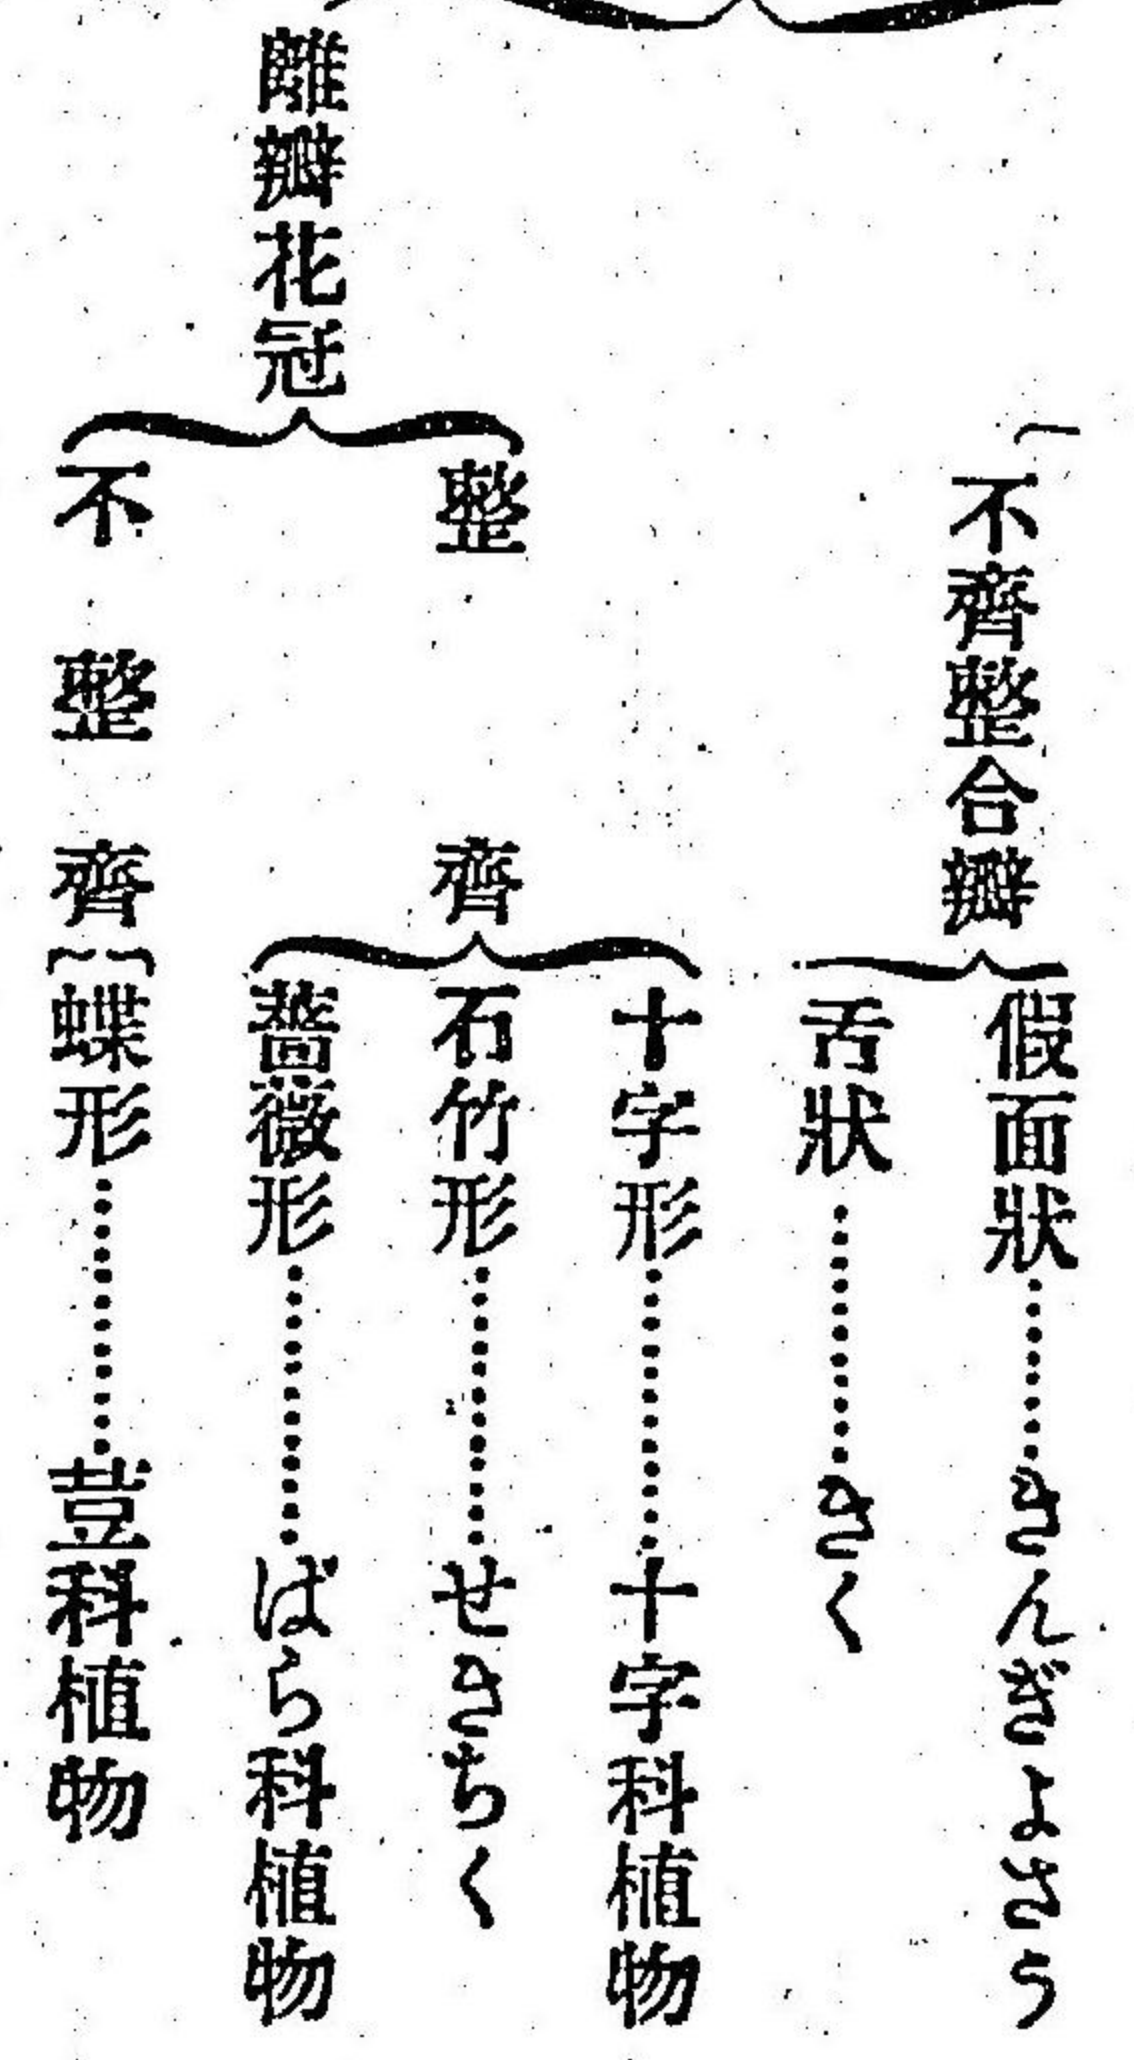 不齊整合瓣
假面狀………きんぎよさう
舌狀………きく
離瓣花冠
整齊
十字形………十字科植物
石竹形………せきちく
薔薇形………ばら科植物
不整齊
蝶形………荳科植物